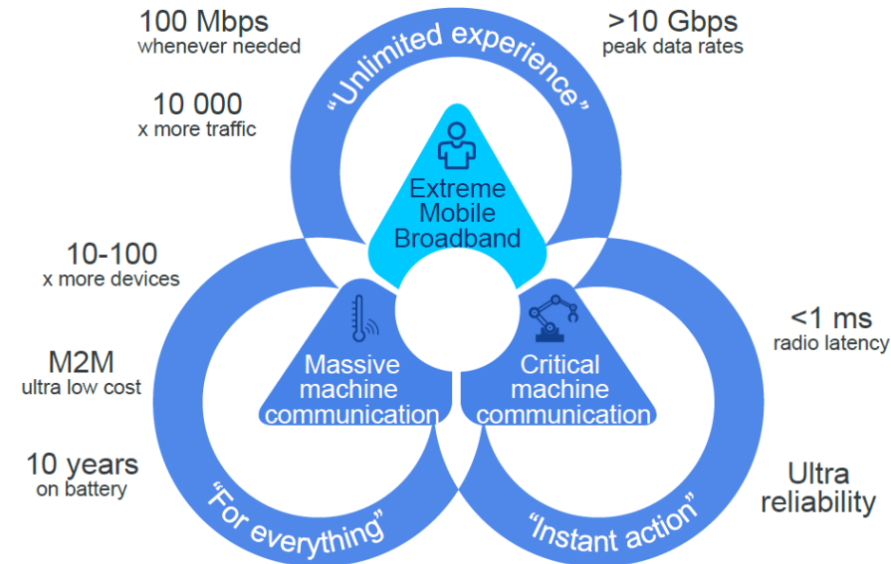 100 Mbps
whenever needed
>10 Gbps
peak data rates
“Unlimited experience”
10 000
x more traffic
Extreme
Mobile
Broadband
10-100
x more devices
<1 ms
radio latency
M2M
ultra low cost
Massive
machine
communication
Critical
machine
communication
10 years
on battery
Ultra
reliability
“For everything”
“Instant action”